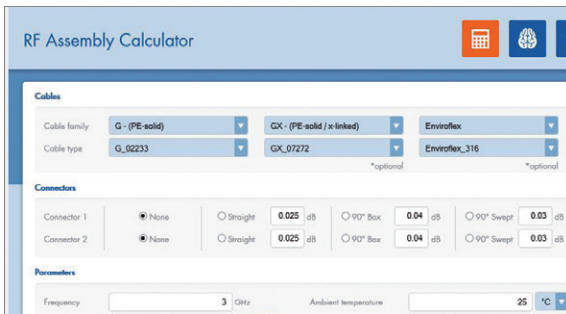 RF Assembly Calculator
Cables
Cable family G - (PE-solid) GX - (PE-solid / x-linked) Enviroflex
Cable type G_02233 GX_07272 Enviroflex_316
*optional *optional
Connectors
Connector 1 None Straight 0.025 dB 90° Box 0.04 dB 90° Swept 0.03 dB
Connector 2 None Straight 0.025 dB 90° Box 0.04 dB 90° Swept 0.03 dB
Parameters
Frequency 3 GHz Ambient temperature 25 °C